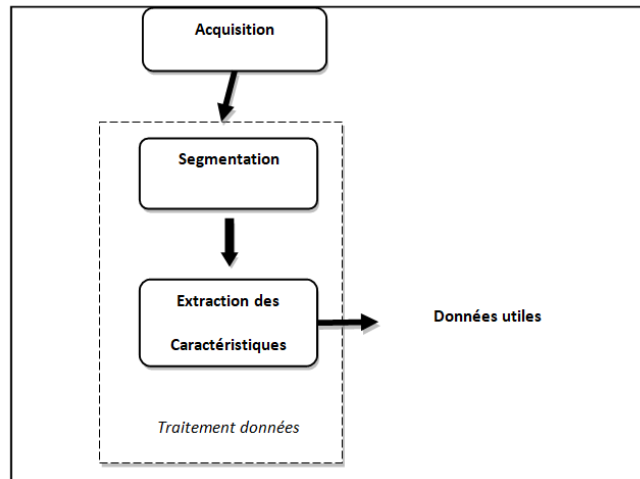 Acquisition
Segmentation
Extraction des
Caractéristiques
Données utiles
Traitement données